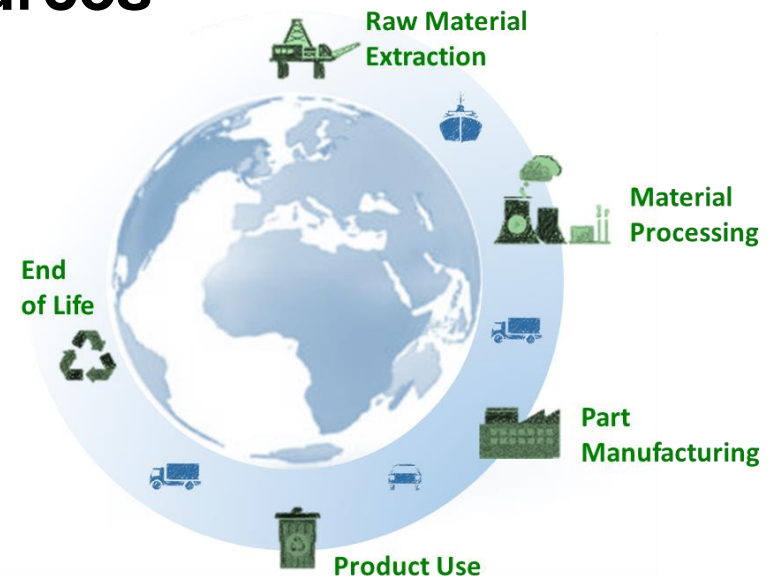 Raw Material
Extraction
Material
Processing
End
of Life
Part
Manufacturing
Product Use